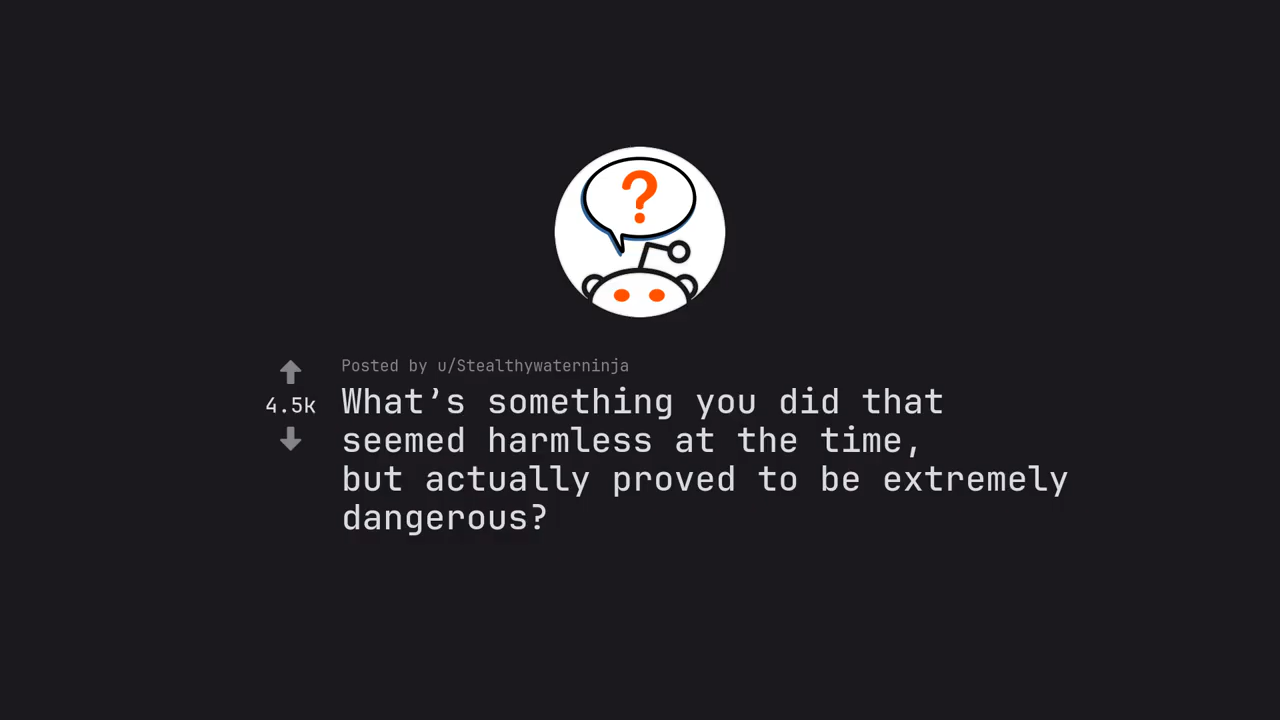 ?
Posted by u/Stealthywaterninja
4.5k
What’s something you did that
seemed harmless at the time,
but actually proved to be extremely
dangerous?